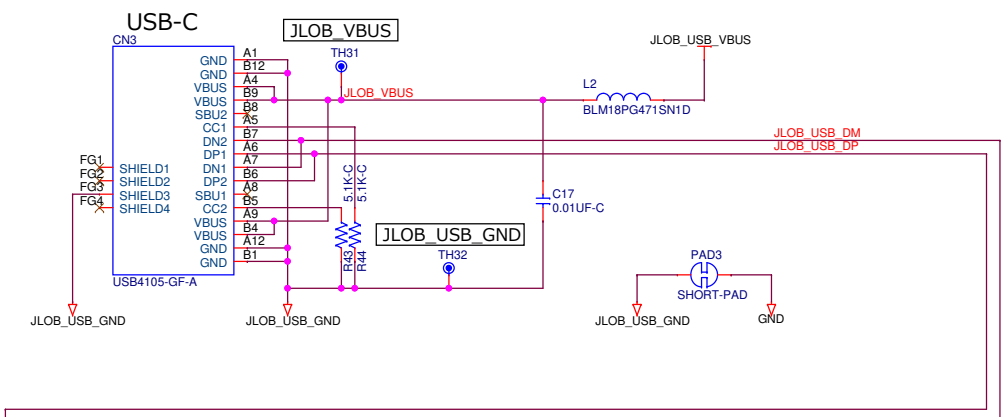 USB-C
CN3
JLOB_VBUS
TH31
JLOB_USB_VBUS
L2
BLM18PG471SN1D
JLOB_VBUS
GND A1
GND B12
VBUS A4
VBUS B9
SBU2 B8
CC1 A5
DN2 B7
DP1 A6
DN1 A7
DP2 B6
SBU1 A8
CC2 B5
VBUS A9
VBUS B4
GND A12
GND B1
FG1 SHIELD1
FG2 SHIELD2
FG3 SHIELD3
FG4 SHIELD4
USB4105-GF-A
JLOB_USB_DM
JLOB_USB_DP
5.1K-C
5.1K-C
R43
R44
C17
0.01UF-C
JLOB_USB_GND
TH32
PAD3
SHORT-PAD
JLOB_USB_GND
JLOB_USB_GND
JLOB_USB_GND
GND